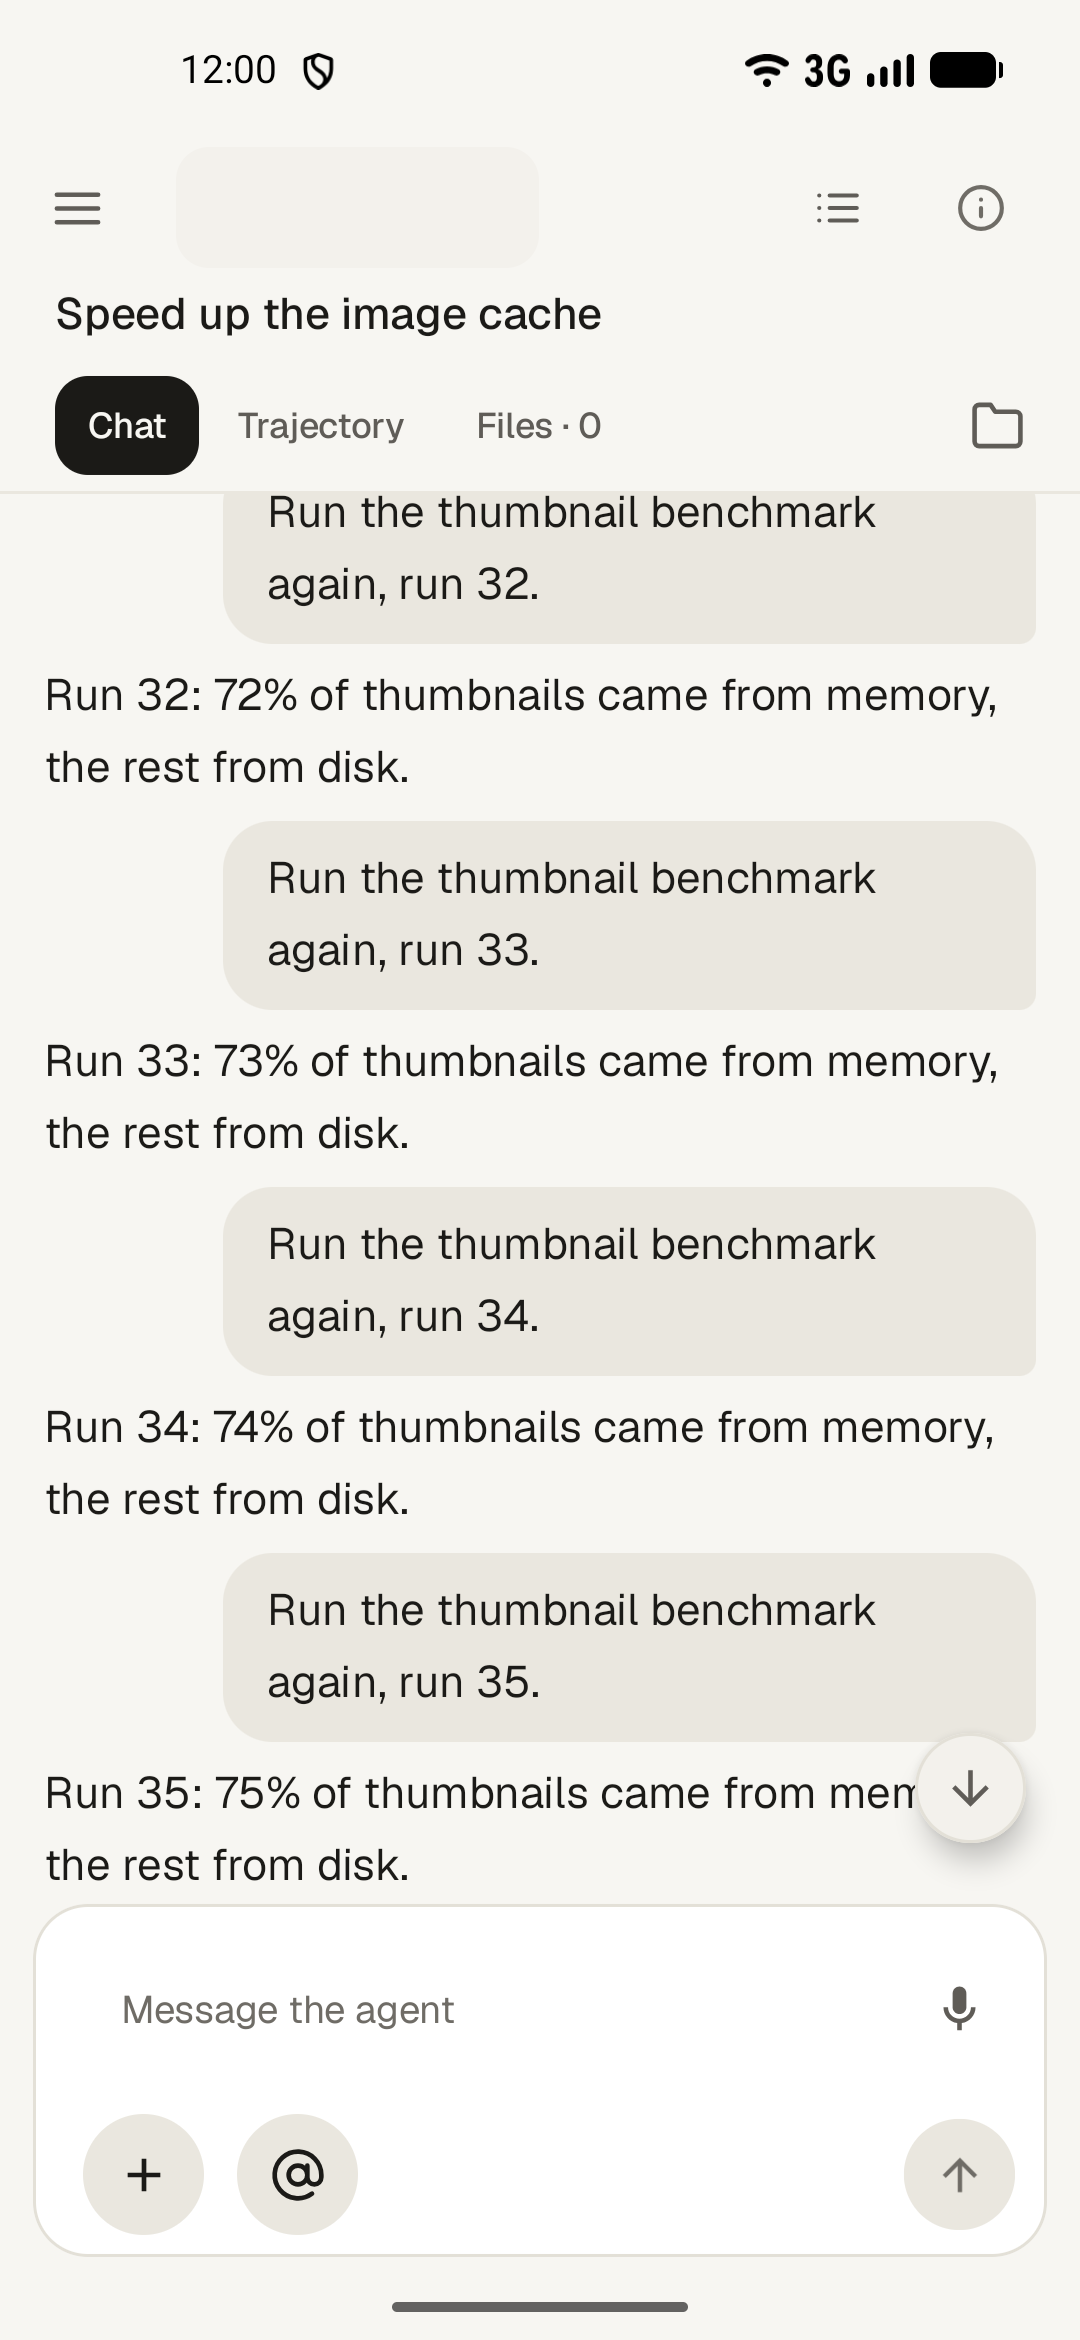 12:00
3G
Speed up the image cache
Chat
Trajectory
Files · 0
Run the thumbnail benchmark
again, run 32.
Run 32: 72% of thumbnails came from memory,
the rest from disk.
Run the thumbnail benchmark
again, run 33.
Run 33: 73% of thumbnails came from memory,
the rest from disk.
Run the thumbnail benchmark
again, run 34.
Run 34: 74% of thumbnails came from memory,
the rest from disk.
Run the thumbnail benchmark
again, run 35.
Run 35: 75% of thumbnails came from
the rest from disk.
Message the agent